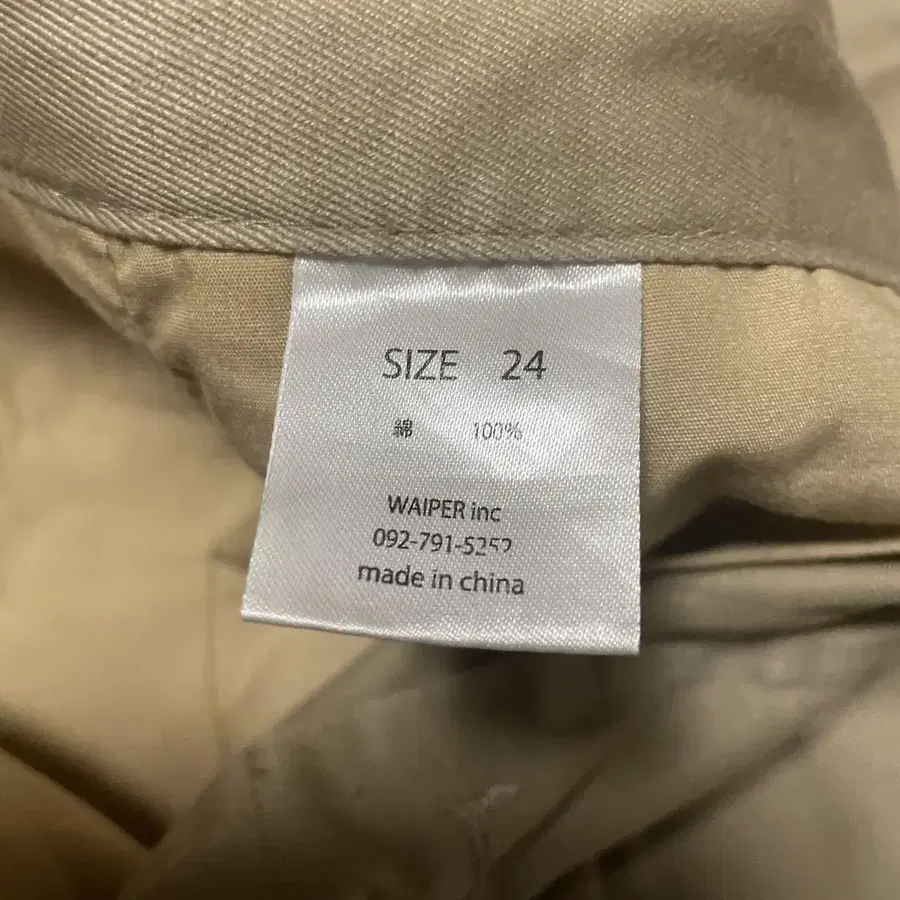 SIZE 24
綿 100%
WAIPER inc
092-791-5252
made in china